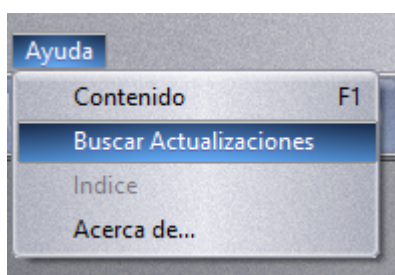 Ayuda
Contenido F1
Buscar Actualizaciones
Indice
Acerca de...